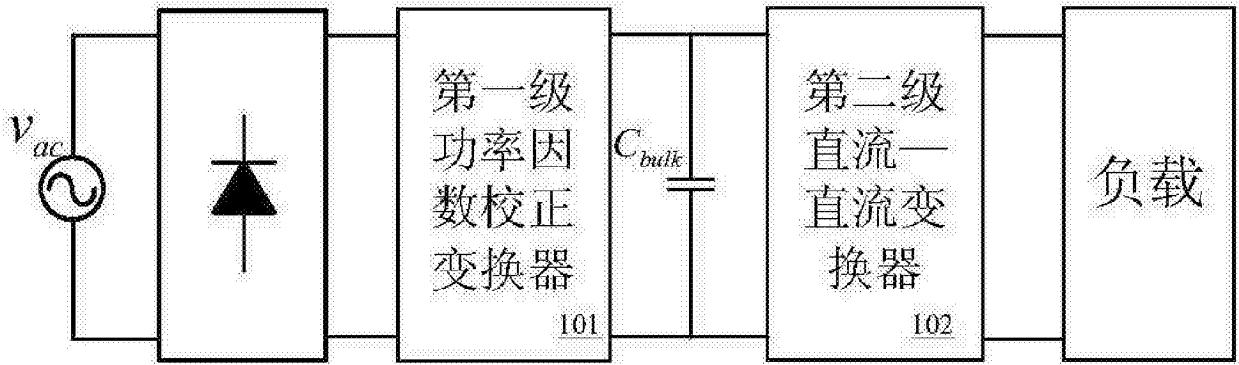 v_ac
第一级
功率因
数校正
变换器
101
C_bulk
第二级
直流—
直流变
换器
102
负载